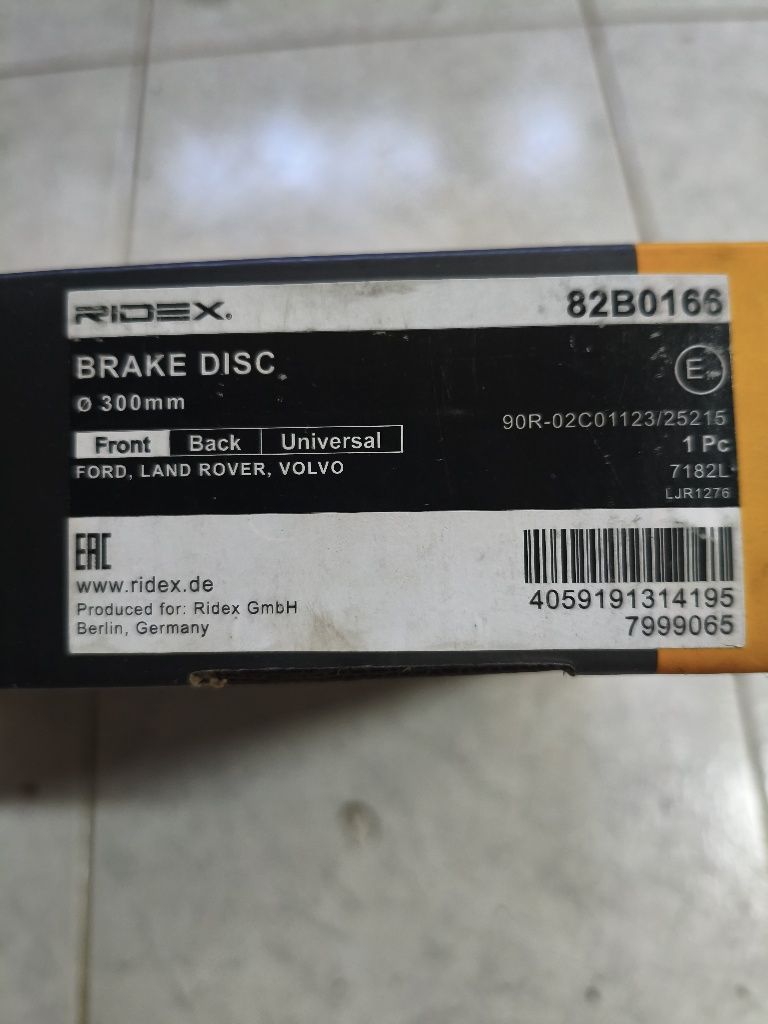 RIDEX. 82B0166
BRAKE DISC
Ø 300mm
90R-02C01123/25215
Front Back Universal
1 Pc
FORD, LAND ROVER, VOLVO
7182L
LJR1276
EAC
www.ridex.de
Produced for: Ridex GmbH
Berlin, Germany
4059191314195
7999065
E